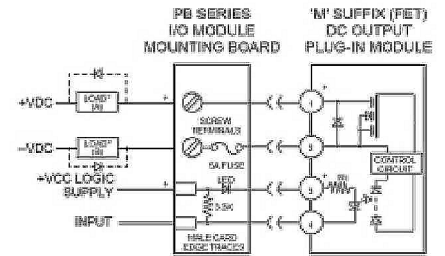 PB SERIES
I/O MODULE
MOUNTING BOARD
'M' SUFFIX (FET)
DC OUTPUT
PLUG-IN MODULE
+VDC
LOAD*
+
SCREW
TERMINALS
1
–VDC
LOAD*
5A FUSE
2
CONTROL
CIRCUIT
+VCC LOGIC
SUPPLY
+
LED
3
+
3.3K
INPUT
4
MALE CARD
EDGE TRACES